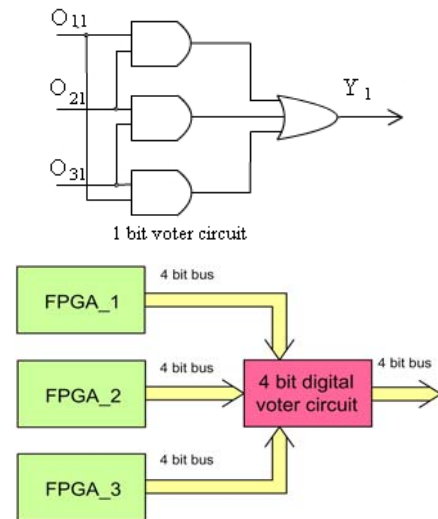 O11
O21
Y1
O31
1 bit voter circuit
4 bit bus
FPGA_1
4 bit bus
4 bit bus
FPGA_2
4 bit digital
voter circuit
4 bit bus
FPGA_3